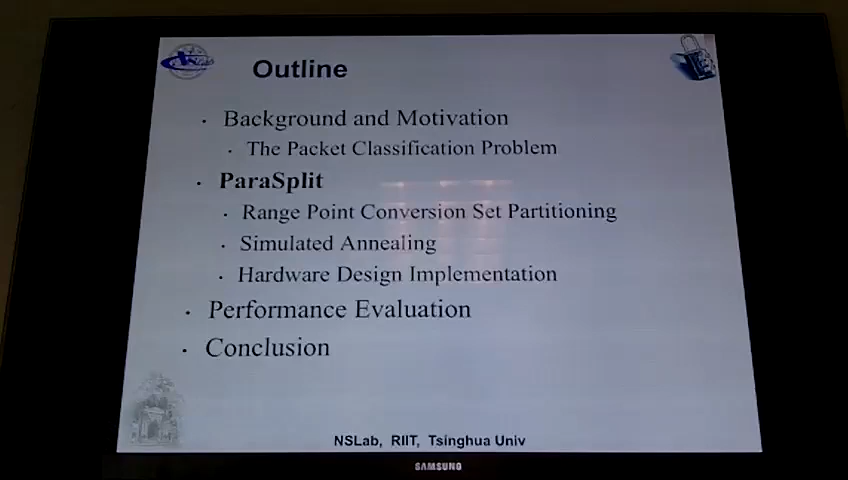 Outline
Background and Motivation
The Packet Classification Problem
ParaSplit
Range Point Conversion Set Partitioning
Simulated Annealing
Hardware Design Implementation
Performance Evaluation
Conclusion
NSLab, RIIT, Tsinghua Univ
SAMSUNG